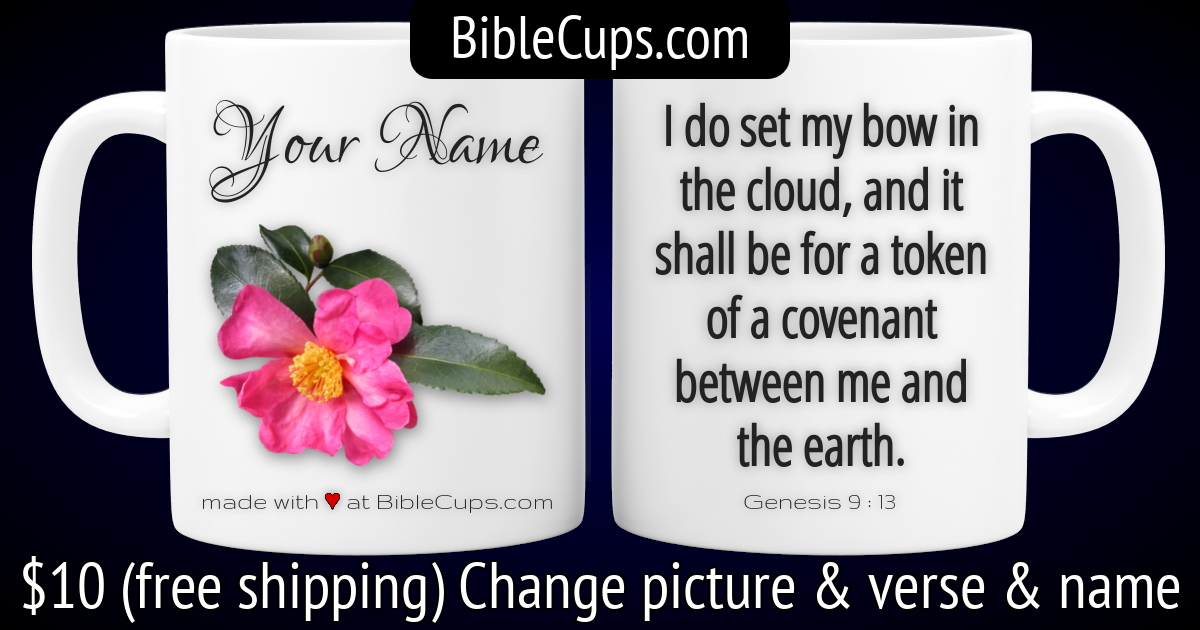 BibleCups.com
Your Name
made with ♥ at BibleCups.com
I do set my bow in
the cloud, and it
shall be for a token
of a covenant
between me and
the earth.
Genesis 9 : 13
$10 (free shipping) Change picture & verse & name